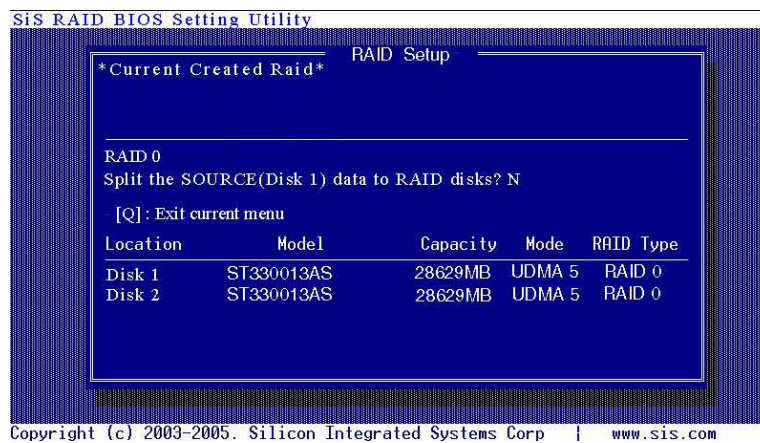 SiS RAID BIOS Setting Utility
RAID Setup
*Current Created Raid*
RAID 0
Split the SOURCE(Disk 1) data to RAID disks? N
[Q] : Exit current menu
Location Model Capacity Mode RAID Type
Disk 1 ST330013AS 28629MB UDMA 5 RAID 0
Disk 2 ST330013AS 28629MB UDMA 5 RAID 0
Copyright (c) 2003-2005. Silicon Integrated Systems Corp | www.sis.com